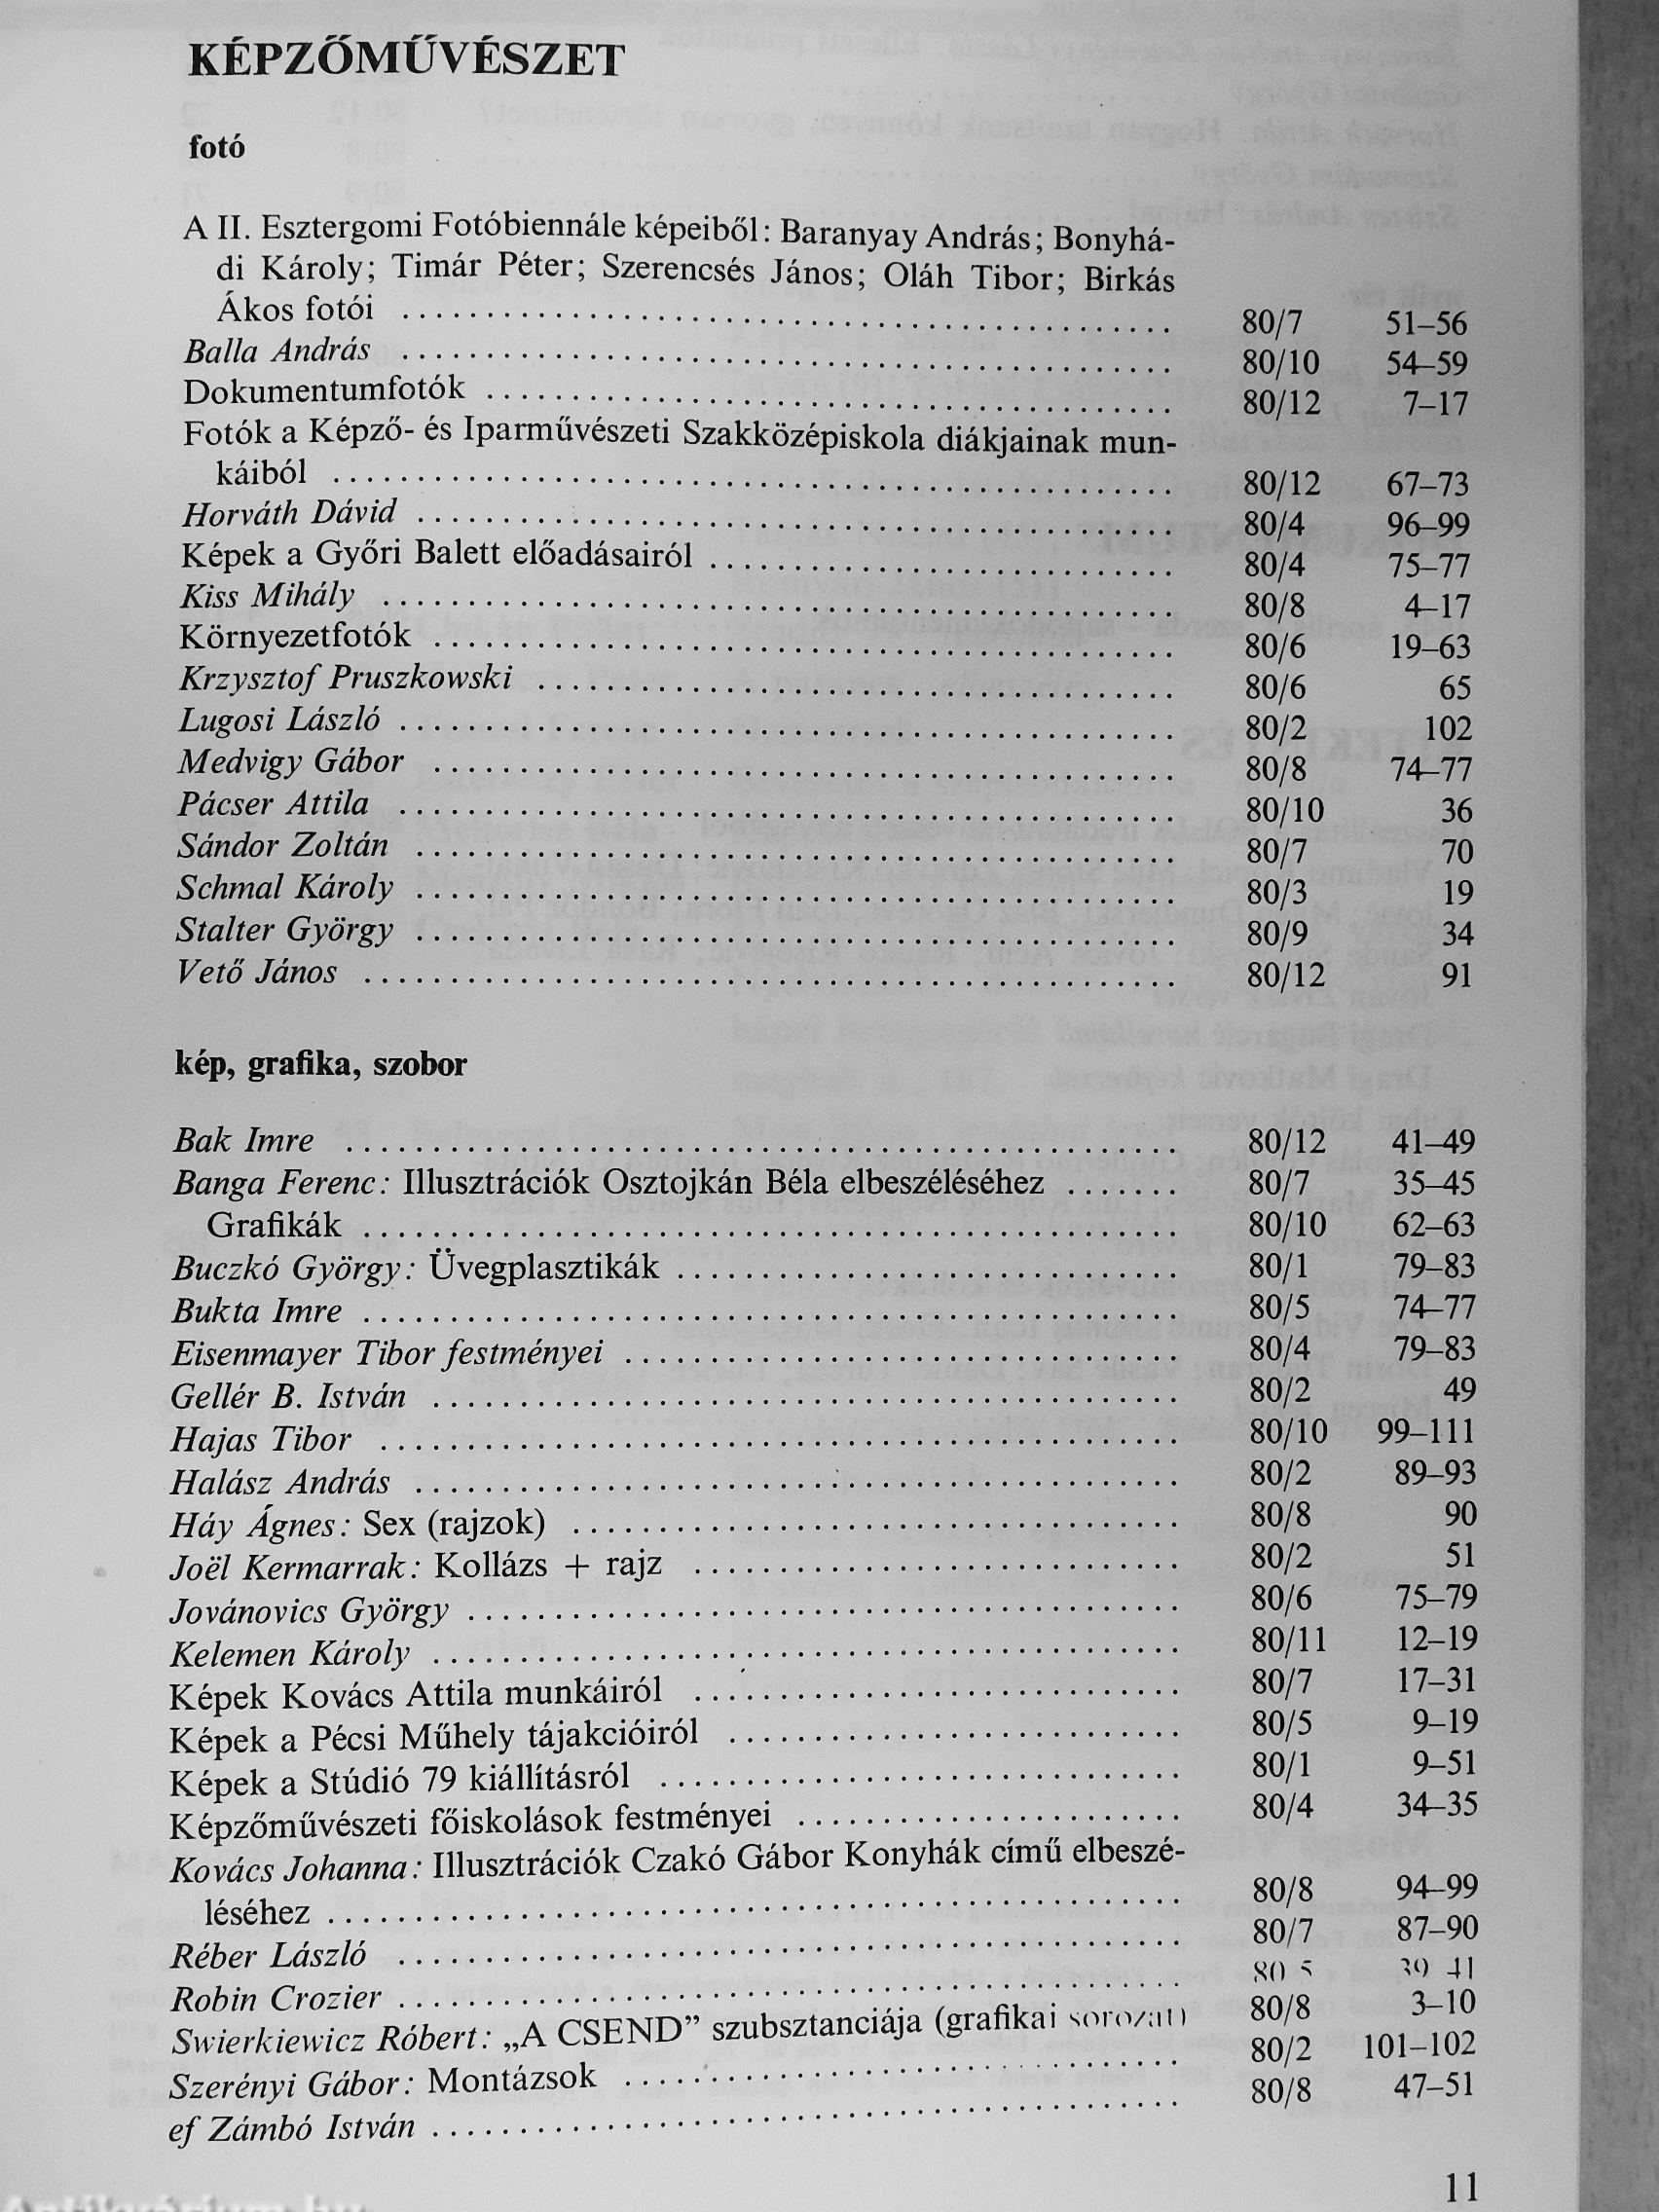 KÉPZŐMŰVÉSZET
fotó
A II. Esztergomi Fotóbiennále képeiből: Baranyay András; Bonyhá-
di Károly; Timár Péter; Szerencsés János; Oláh Tibor; Birkás
Ákos fotói 80/7 51–56
Balla András 80/10 54–59
Dokumentumfotók 80/12 7–17
Fotók a Képző- és Iparművészeti Szakközépiskola diákjainak mun-
káiból 80/12 67–73
Horváth Dávid 80/4 96–99
Képek a Győri Balett előadásairól 80/4 75–77
Kiss Mihály 80/8 4–17
Környezetfotók 80/6 19–63
Krzysztof Pruszkowski 80/6 65
Lugosi László 80/2 102
Medvigy Gábor 80/8 74–77
Pácser Attila 80/10 36
Sándor Zoltán 80/7 70
Schmal Károly 80/3 19
Stalter György 80/9 34
Vető János 80/12 91
kép, grafika, szobor
Bak Imre 80/12 41–49
Banga Ferenc: Illusztrációk Osztojkán Béla elbeszéléséhez 80/7 35–45
Grafikák 80/10 62–63
Buczkó György: Üvegplasztikák 80/1 79–83
Bukta Imre 80/5 74–77
Eisenmayer Tibor festményei 80/4 79–83
Gellér B. István 80/2 49
Hajas Tibor 80/10 99–111
Halász András 80/2 89–93
Háy Ágnes: Sex (rajzok) 80/8 90
Joël Kermarrak: Kollázs + rajz 80/2 51
Jovánovics György 80/6 75–79
Kelemen Károly 80/11 12–19
Képek Kovács Attila munkáiról 80/7 17–31
Képek a Pécsi Műhely tájakcióiról 80/5 9–19
Képek a Stúdió 79 kiállításról 80/1 9–51
Képzőművészeti főiskolások festményei 80/4 34–35
Kovács Johanna: Illusztrációk Czakó Gábor Konyhák című elbeszé-
léséhez 80/8 94–99
Réber László 80/7 87–90
Robin Crozier 80 5 39 41
Swierkiewicz Róbert: „A CSEND” szubsztanciája (grafikai sorozat) 80/8 3–10
Szerényi Gábor: Montázsok 80/2 101–102
ef Zámbó István 80/8 47–51
11